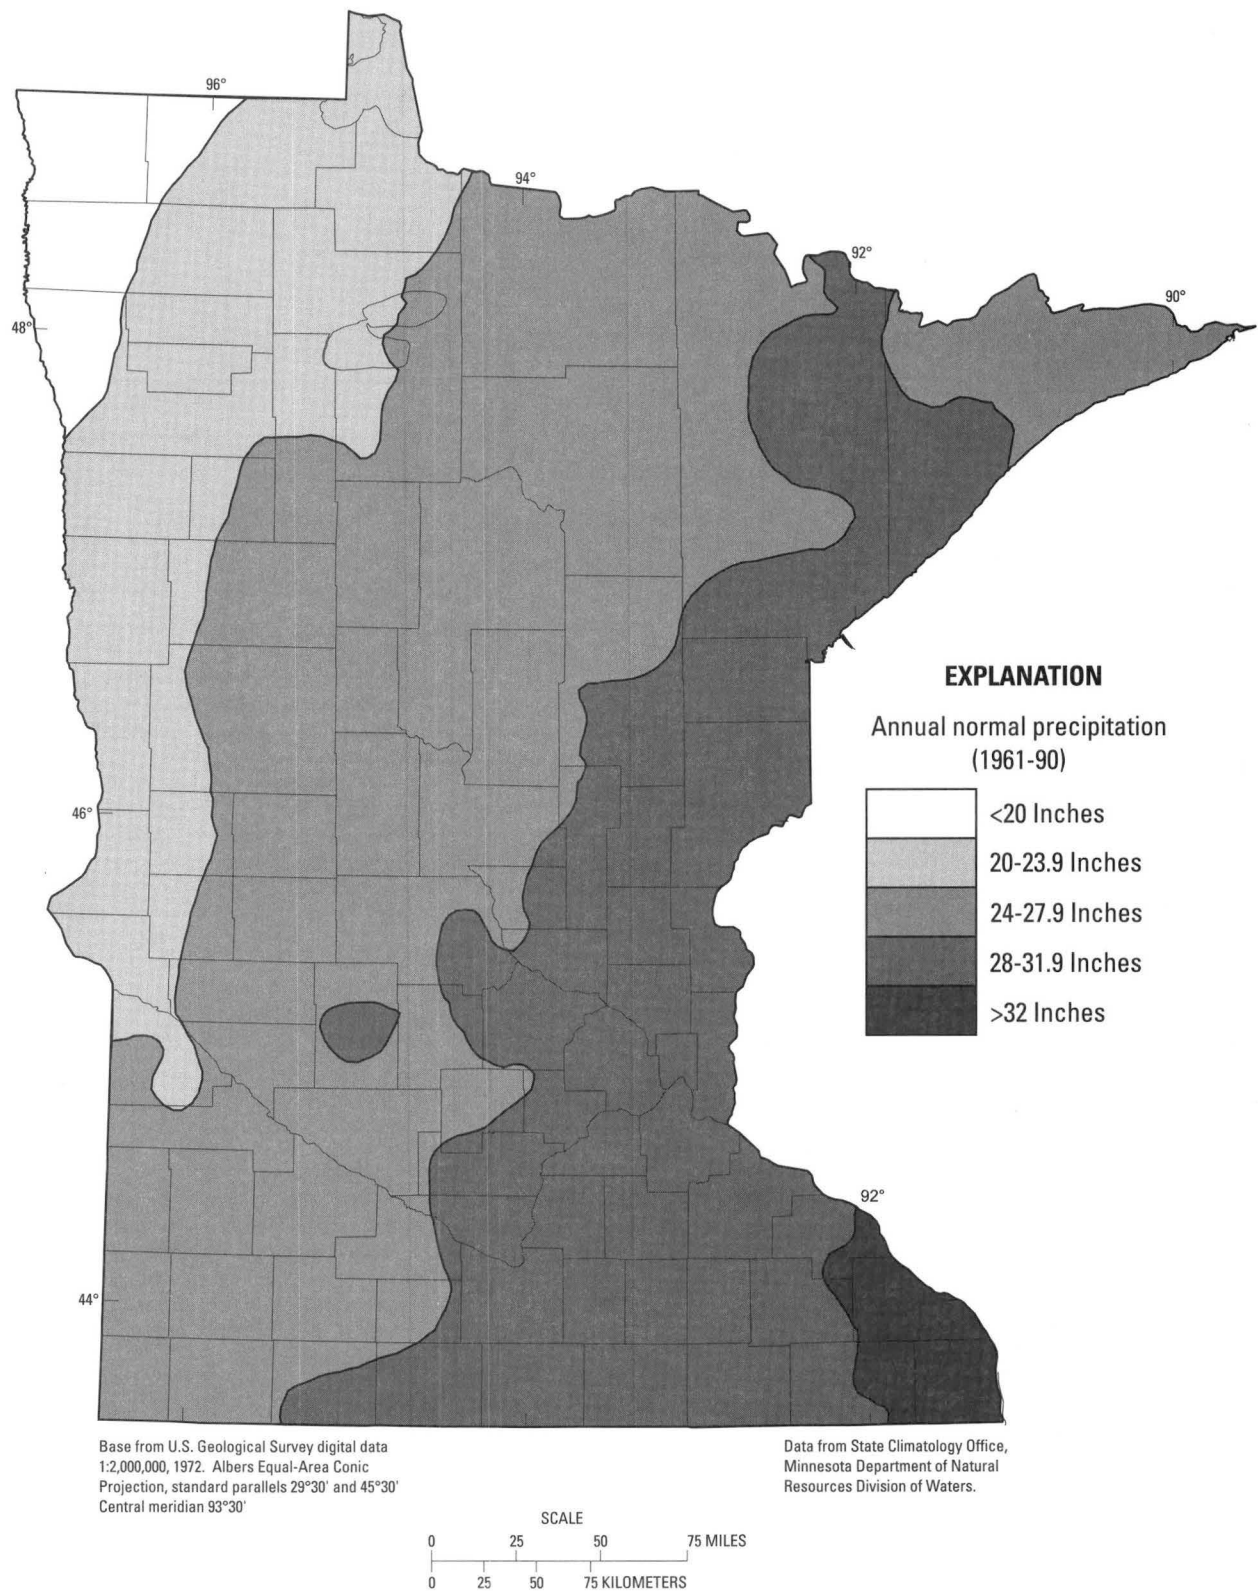 96°
94°
92°
90°
48°
EXPLANATION
Annual normal precipitation
(1961-90)
<20 Inches
20-23.9 Inches
24-27.9 Inches
28-31.9 Inches
>32 Inches
46°
92°
44°
Base from U.S. Geological Survey digital data
1:2,000,000, 1972. Albers Equal-Area Conic
Projection, standard parallels 29°30' and 45°30'
Central meridian 93°30'
Data from State Climatology Office,
Minnesota Department of Natural
Resources Division of Waters.
SCALE
0 25 50 75 MILES
0 25 50 75 KILOMETERS